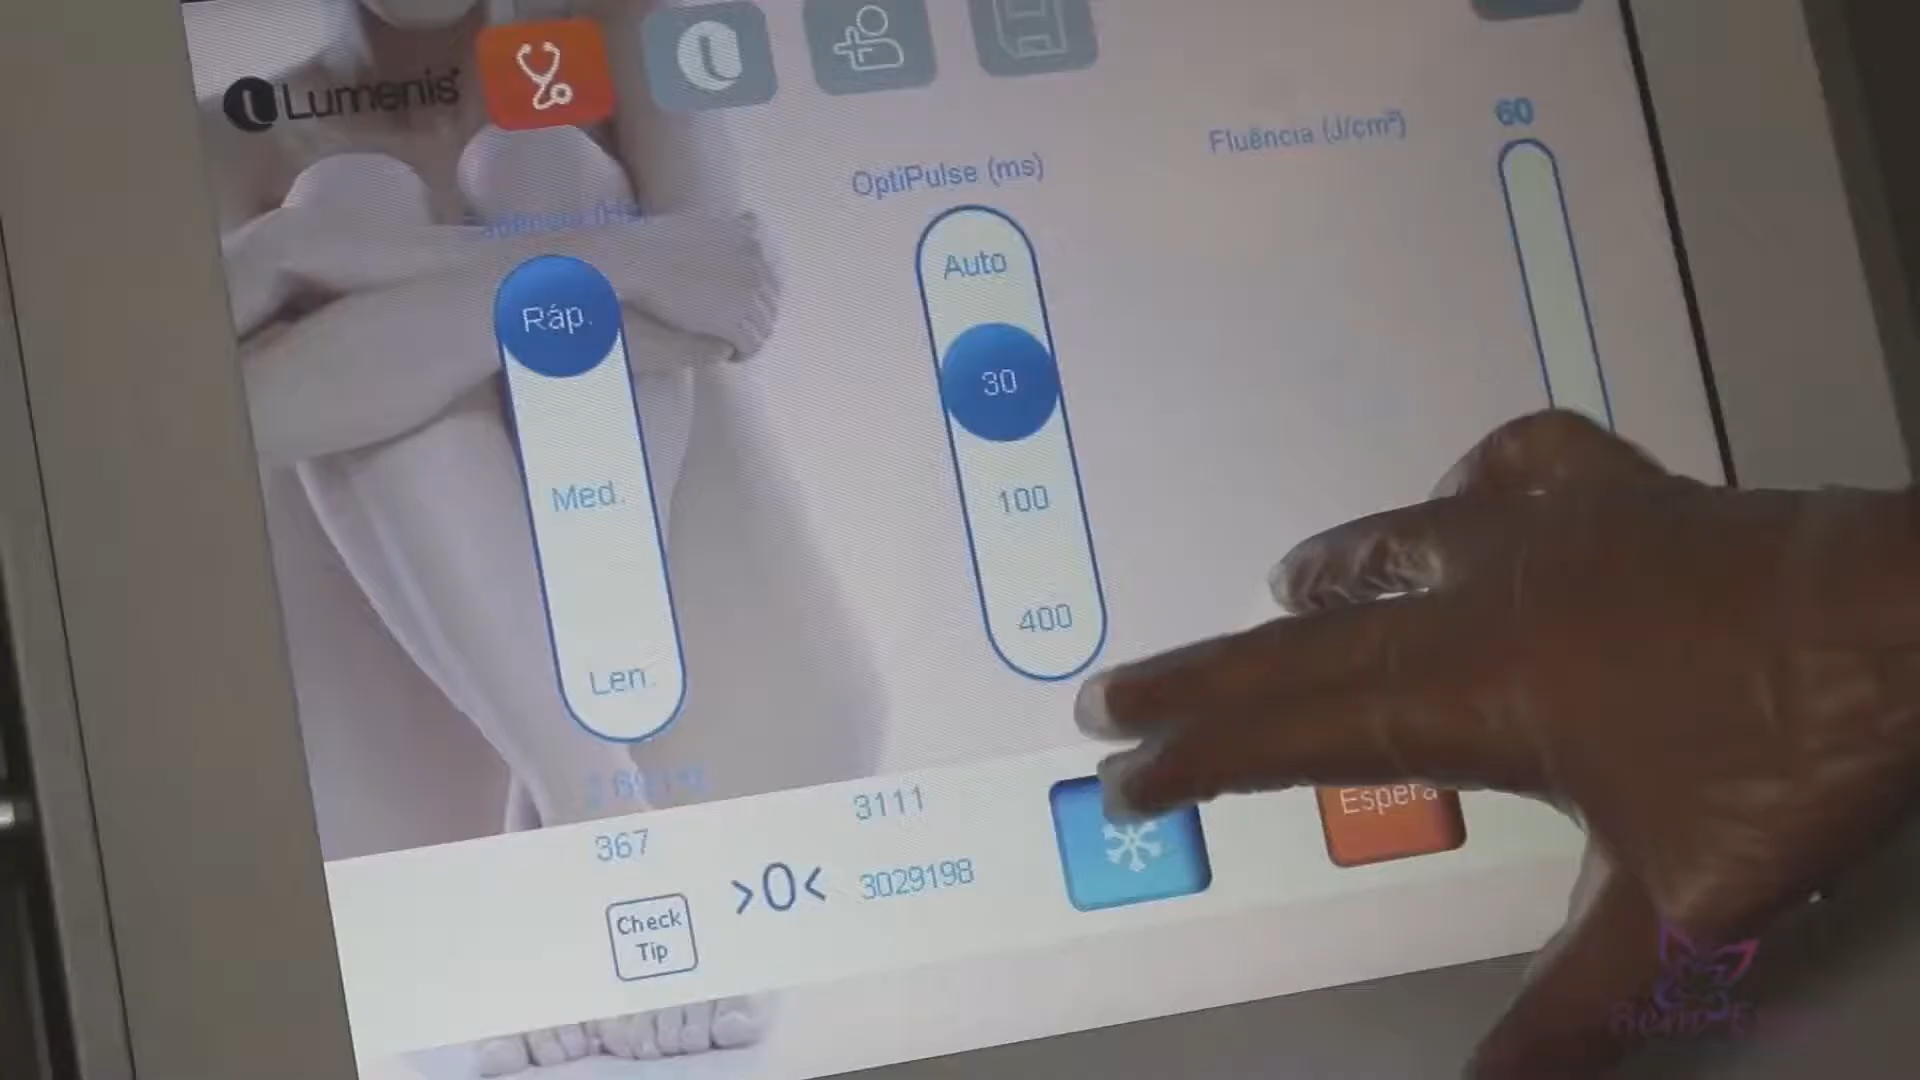 Lumenis
60
Fluência (J/cm²)
OptiPulse (ms)
Ráp.
Med.
Len.
Auto
30
100
400
367
3111
3029198
>0<
Check
Tip
Espera